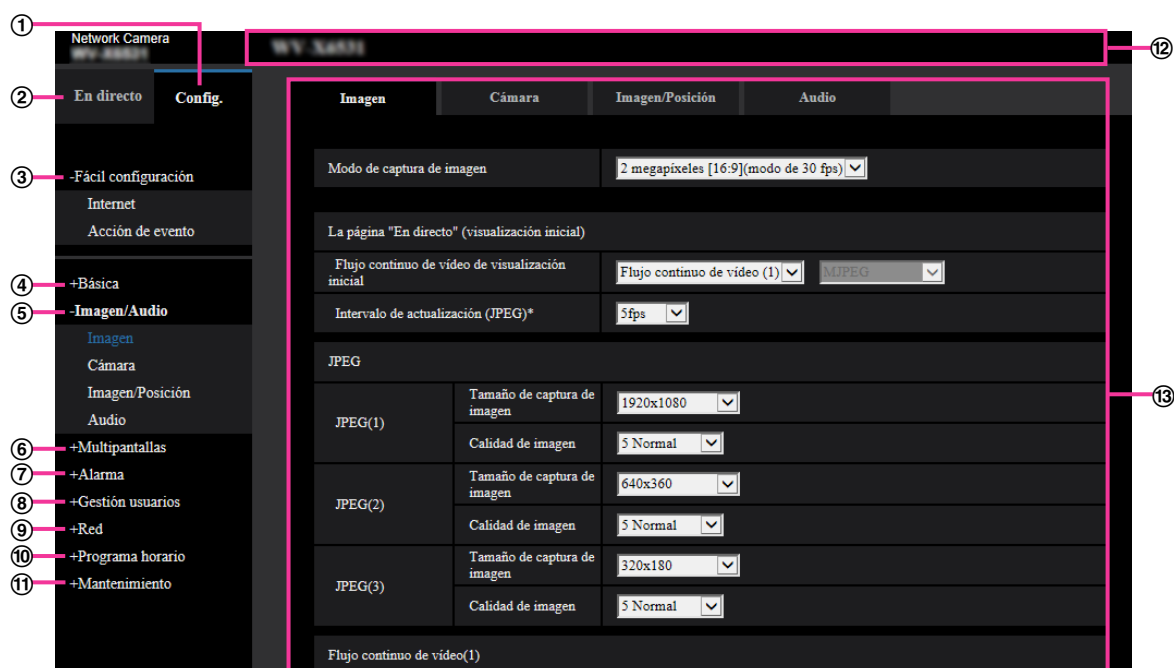 ①
Network Camera
⑫
② En directo Config.
Imagen Cámara Imagen/Posición Audio
Modo de captura de imagen 2 megapíxeles [16:9](modo de 30 fps)
③ -Fácil configuración
Internet
Acción de evento
La página "En directo" (visualización inicial)
Flujo continuo de vídeo de visualización
inicial
Flujo continuo de vídeo (1) MJPEG
④ +Básica
⑤ -Imagen/Audio
Intervalo de actualización (JPEG)* 5fps
Imagen
Cámara
Imagen/Posición
Audio
JPEG
⑬
JPEG(1)
Tamaño de captura de
imagen
1920x1080
Calidad de imagen 5 Normal
⑥ +Multipantallas
⑦ +Alarma
⑧ +Gestión usuarios
⑨ +Red
⑩ +Programa horario
⑪ +Mantenimiento
JPEG(2)
Tamaño de captura de
imagen
640x360
Calidad de imagen 5 Normal
JPEG(3)
Tamaño de captura de
imagen
320x180
Calidad de imagen 5 Normal
Flujo continuo de vídeo(1)